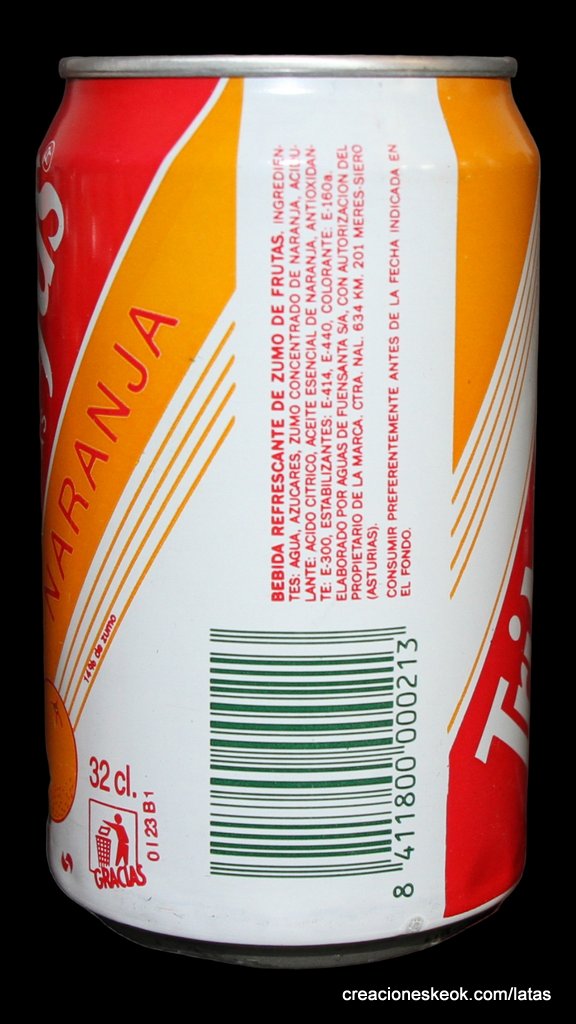 NARANJA
14% de zumo
32 cl.
GRACIAS
0123B1
BEBIDA REFRESCANTE DE ZUMO DE FRUTAS. INGREDIEN-
TES: AGUA, AZUCARES, ZUMO CONCENTRADO DE NARANJA, ACIDU-
LANTE: ACIDO CITRICO, ACEITE ESENCIAL DE NARANJA, ANTIOXIDAN-
TE: E-300, ESTABILIZANTES: E-414, E-440, COLORANTE: E-160a.
ELABORADO POR AGUAS DE FUENSANTA S/A, CON AUTORIZACION DEL
PROPIETARIO DE LA MARCA. CTRA. NAL. 634 KM. 201 MERES-SIERO
(ASTURIAS).
CONSUMIR PREFERENTEMENTE ANTES DE LA FECHA INDICADA EN
EL FONDO.
8 411800 000213
creacioneskeok.com/latas